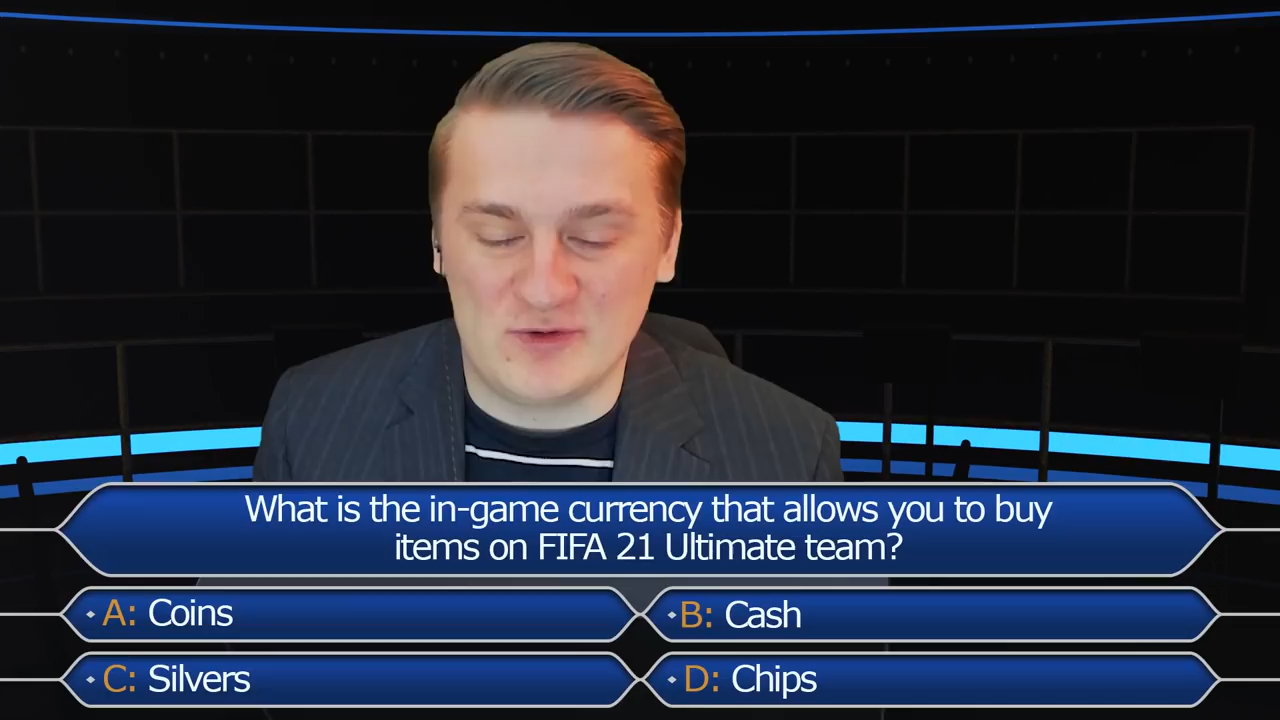 What is the in-game currency that allows you to buy
items on FIFA 21 Ultimate team?
A: Coins
B: Cash
C: Silvers
D: Chips